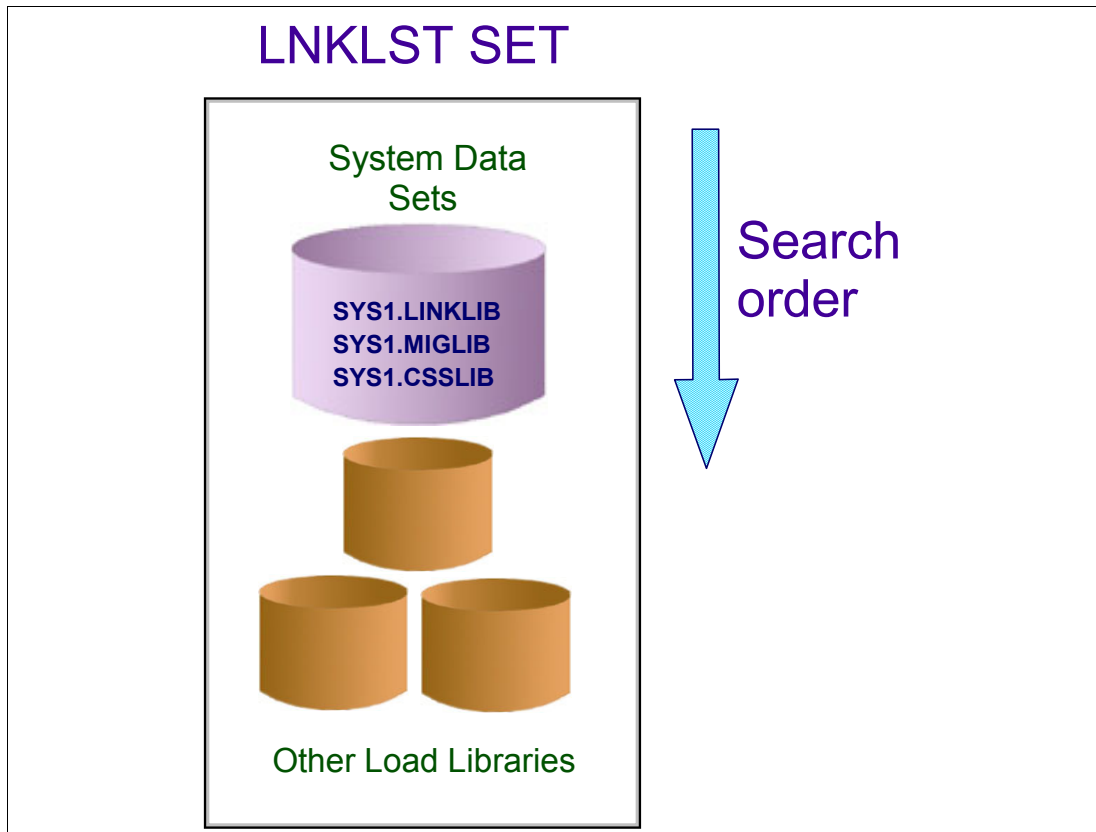 LNKLST SET
System Data
Sets
SYS1.LINKLIB
SYS1.MIGLIB
SYS1.CSSLIB
Search
order
Other Load Libraries